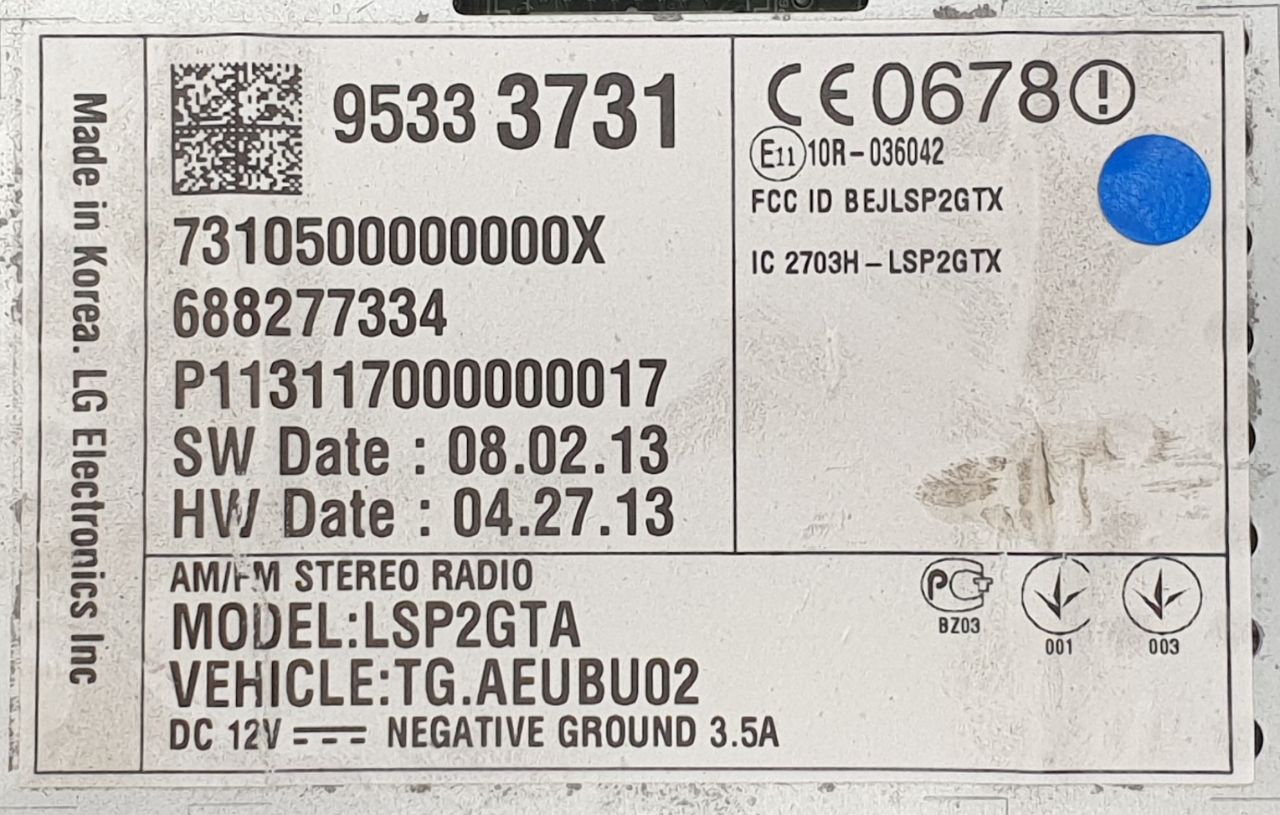 Made in Korea. LG Electronics Inc
9533 3731
7310500000000X
688277334
P113117000000017
SW Date : 08.02.13
HW Date : 04.27.13
CE0678!
E11 10R-036042
FCC ID BEJLSP2GTX
IC 2703H-LSP2GTX
AM/FM STEREO RADIO
MODEL:LSP2GTA
VEHICLE:TG.AEUBU02
DC 12V NEGATIVE GROUND 3.5A
PCT
BZ03
001
003